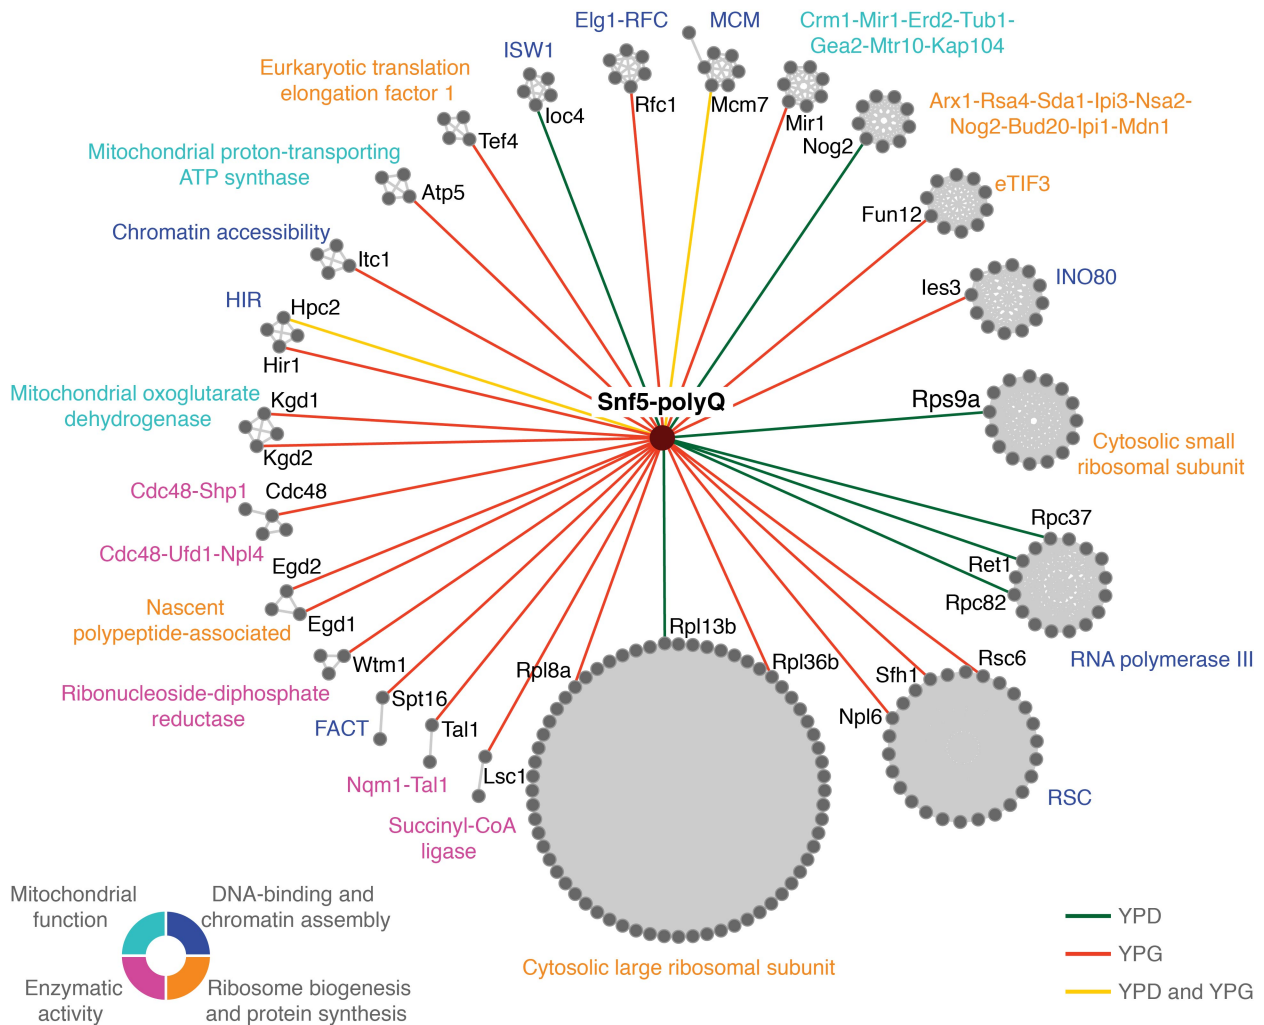 Elg1-RFC
MCM
Crm1-Mir1-Erd2-Tub1-
Gea2-Mtr10-Kap104
ISW1
Eurkaryotic translation
elongation factor 1
Ioc4
Rfc1
Mcm7
Mir1
Nog2
Arx1-Rsa4-Sda1-Ipi3-Nsa2-
Nog2-Bud20-Ipi1-Mdn1
Tef4
Mitochondrial proton-transporting
ATP synthase
Atp5
eTIF3
Fun12
Chromatin accessibility
Itc1
Ies3
INO80
HIR
Hpc2
Hir1
Snf5-polyQ
Mitochondrial oxoglutarate
dehydrogenase
Kgd1
Kgd2
Rps9a
Cytosolic small
ribosomal subunit
Cdc48-Shp1
Cdc48
Cdc48-Ufd1-Npl4
Rpc37
Ret1
Rpc82
RNA polymerase III
Egd2
Nascent
polypeptide-associated
Egd1
Wtm1
Ribonucleoside-diphosphate
reductase
Rpl13b
Rpl8a
Rpl36b
Sfh1
Rsc6
Npl6
RSC
Spt16
FACT
Tal1
Nqm1-Tal1
Lsc1
Succinyl-CoA
ligase
Cytosolic large ribosomal subunit
Mitochondrial
function
DNA-binding and
chromatin assembly
Enzymatic
activity
Ribosome biogenesis
and protein synthesis
YPD
YPG
YPD and YPG